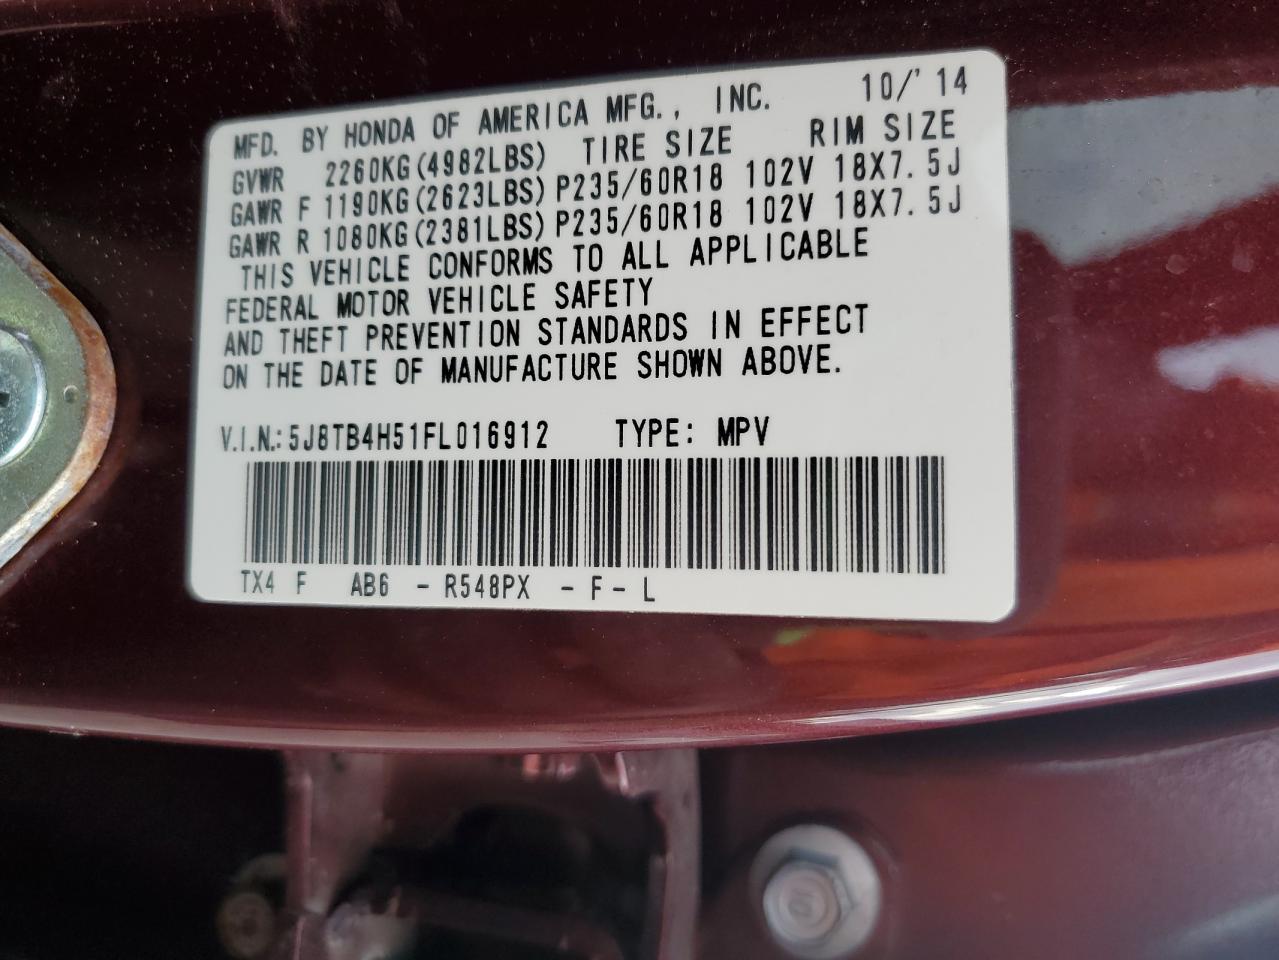 MFD. BY HONDA OF AMERICA MFG., INC. 10/'14
GVWR 2260KG(4982LBS) TIRE SIZE RIM SIZE
GAWR F 1190KG(2623LBS) P235/60R18 102V 18X7.5J
GAWR R 1080KG(2381LBS) P235/60R18 102V 18X7.5J
THIS VEHICLE CONFORMS TO ALL APPLICABLE
FEDERAL MOTOR VEHICLE SAFETY
AND THEFT PREVENTION STANDARDS IN EFFECT
ON THE DATE OF MANUFACTURE SHOWN ABOVE.
V.I.N.: 5J8TB4H51FL016912 TYPE: MPV
TX4 F AB6 - R548PX - F - L